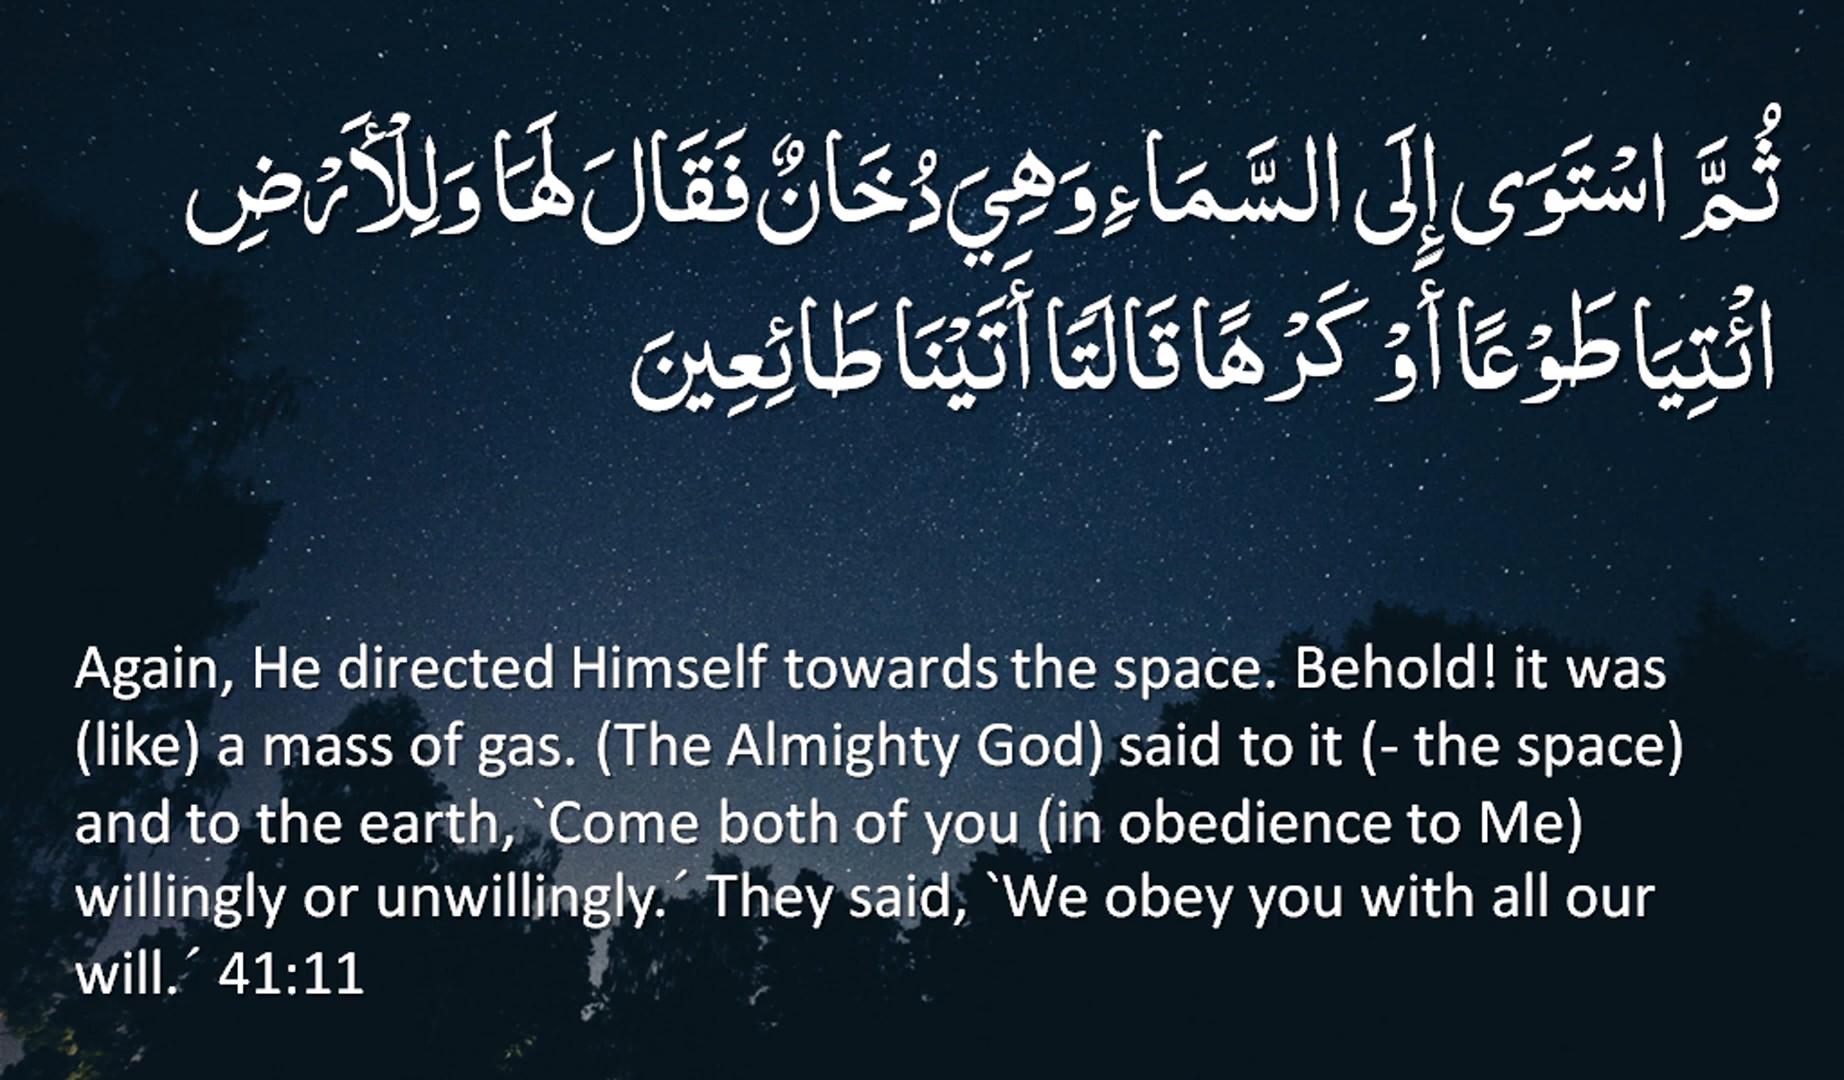 ثُمَّ اسْتَوَى إِلَى السَّمَاءِ وَهِيَ دُخَانٌ فَقَالَ لَهَا وَلِلْأَرْضِ
ائْتِيَا طَوْعًا أَوْ كَرْهًا قَالَتَا أَتَيْنَا طَائِعِينَ
Again, He directed Himself towards the space. Behold! it was
(like) a mass of gas. (The Almighty God) said to it (- the space)
and to the earth, `Come both of you (in obedience to Me)
willingly or unwillingly.´ They said, `We obey you with all our
will.´ 41:11